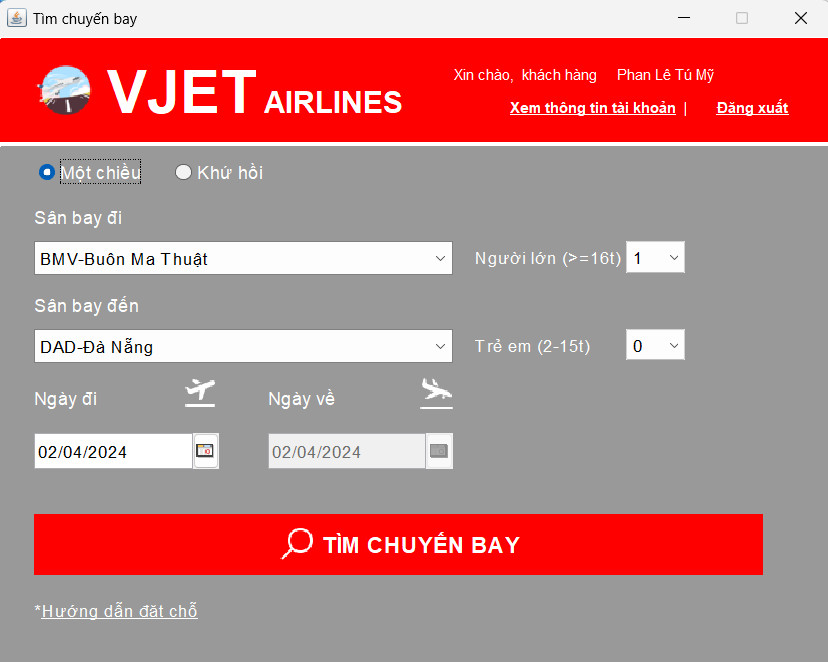 Tìm chuyến bay
VJET AIRLINES
Xin chào, khách hàng Phan Lê Tú Mỹ
Xem thông tin tài khoản | Đăng xuất
Một chiều Khứ hồi
Sân bay đi
BMV-Buôn Ma Thuật Người lớn (>=16t) 1
Sân bay đến
DAD-Đà Nẵng Trẻ em (2-15t) 0
Ngày đi Ngày về
02/04/2024 02/04/2024
TÌM CHUYẾN BAY
*Hướng dẫn đặt chỗ